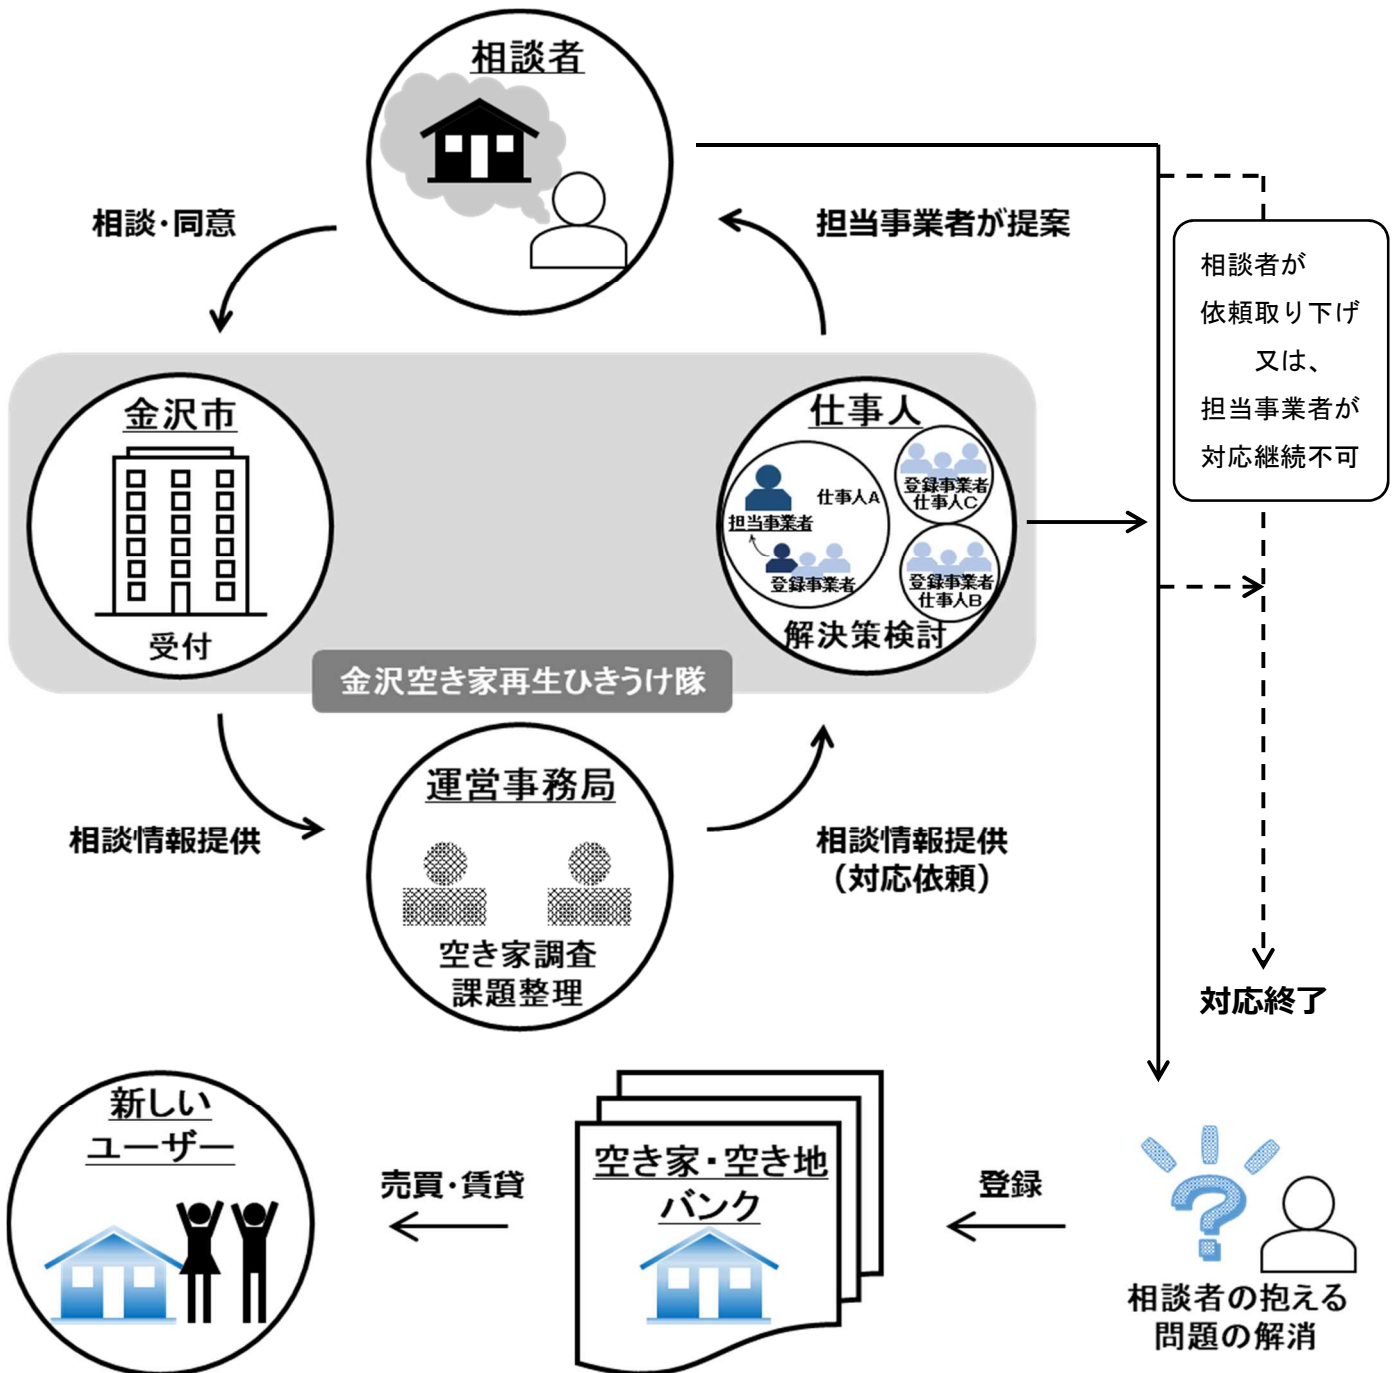 相談者
相談・同意
担当事業者が提案
相談者が
依頼取り下げ
又は、
担当事業者が
対応継続不可
金沢市
受付
仕事人
仕事人A
担当事業者
登録事業者
登録事業者
仕事人C
登録事業者
仕事人B
解決策検討
金沢空き家再生ひきうけ隊
相談情報提供
運営事務局
空き家調査
課題整理
相談情報提供
（対応依頼）
対応終了
新しい
ユーザー
売買・賃貸
空き家・空き地
バンク
登録
?
相談者の抱える
問題の解消